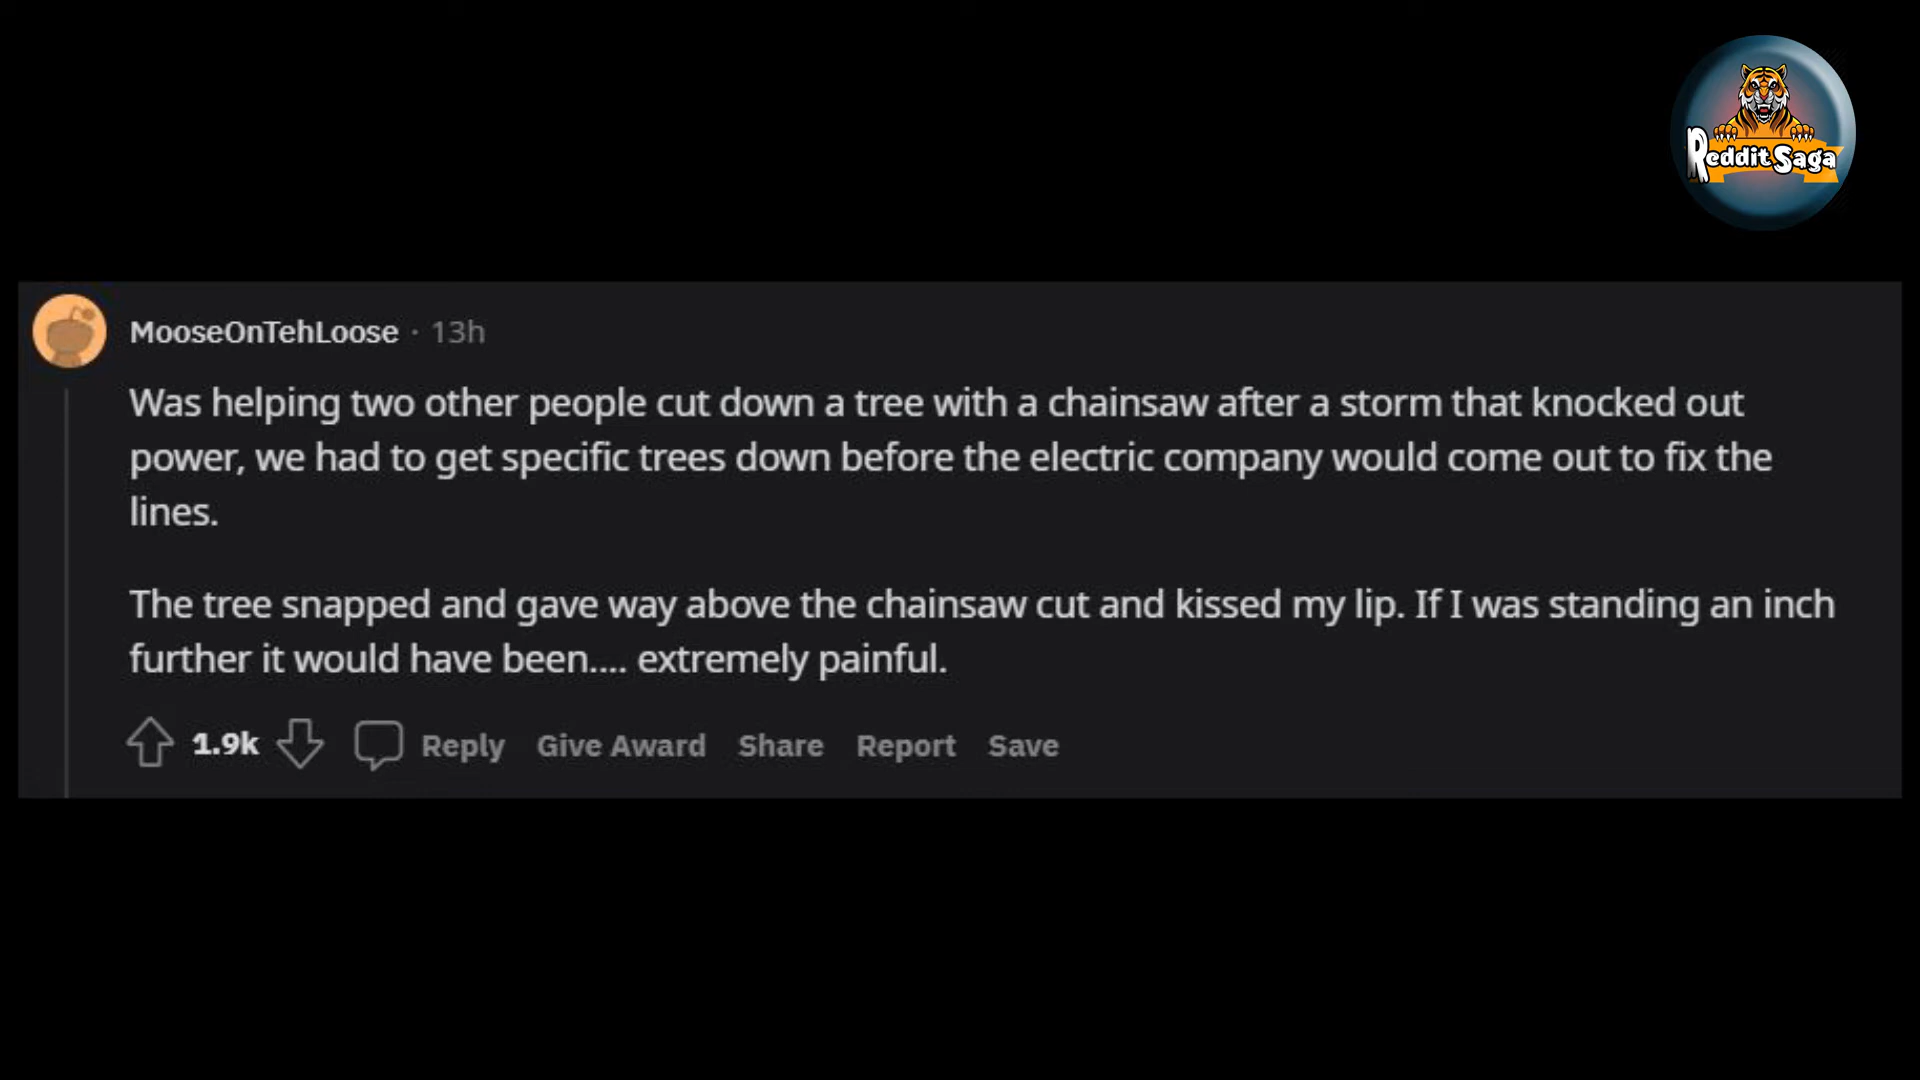 Reddit Saga
MooseOnTehLoose · 13h
Was helping two other people cut down a tree with a chainsaw after a storm that knocked out
power, we had to get specific trees down before the electric company would come out to fix the
lines.
The tree snapped and gave way above the chainsaw cut and kissed my lip. If I was standing an inch
further it would have been.... extremely painful.
1.9k Reply Give Award Share Report Save